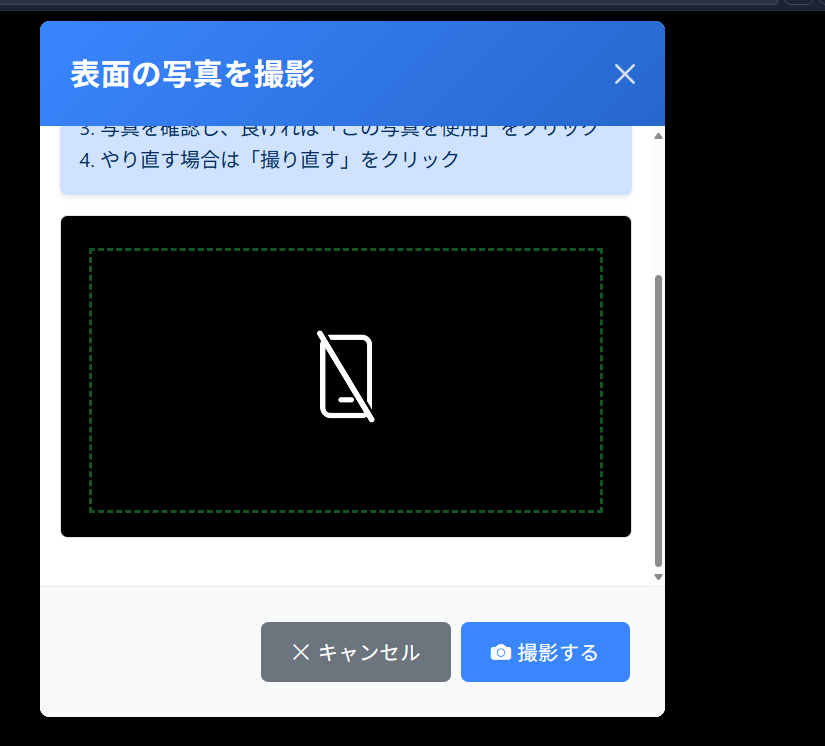 表面の写真を撮影
3. 写真を確認し、良ければ「この写真を使用」をクリック
4. やり直す場合は「撮り直す」をクリック
キャンセル
撮影する